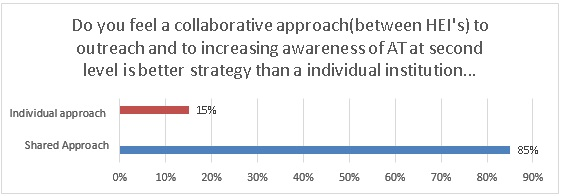 Do you feel a collaborative approach(between HEI's) to
outreach and to increasing awareness of AT at second
level is better strategy than a individual institution...
Individual approach 15%
Shared Approach 85%
0% 10% 20% 30% 40% 50% 60% 70% 80% 90%